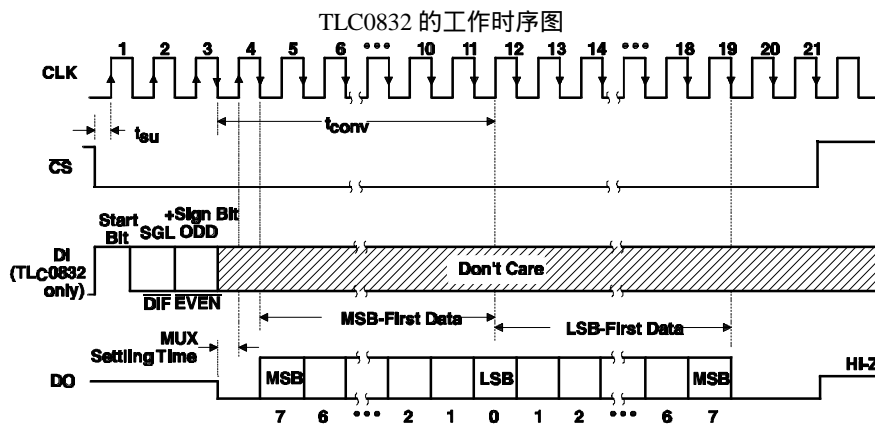 TLC0832 的工作时序图
1 2 3 4 5 6 ••• 10 11 12 13 14 ••• 18 19 20 21
CLK
tsu
tconv
CS
+Sign Bit
Start Bit
SGL ODD
DI
(TLC0832
only)
Don't Care
DIF EVEN
MSB-First Data
LSB-First Data
MUX
Settling Time
HI-Z
DO
MSB LSB MSB
7 6 ••• 2 1 0 1 2 ••• 6 7